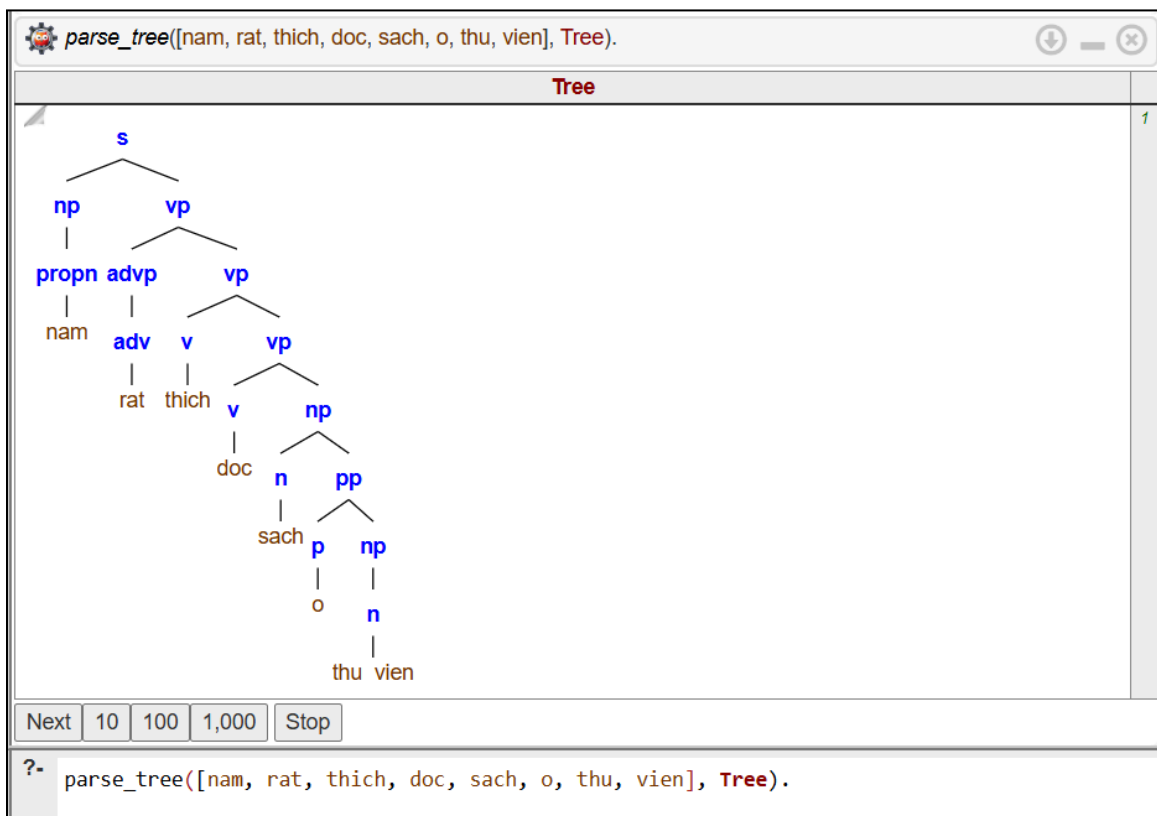 parse_tree([nam, rat, thich, doc, sach, o, thu, vien], Tree).
Tree
1
s
np vp
propn advp vp
nam adv v vp
rat thich v np
doc n pp
sach p np
o n
thu vien
Next 10 100 1,000 Stop
?- parse_tree([nam, rat, thich, doc, sach, o, thu, vien], Tree).